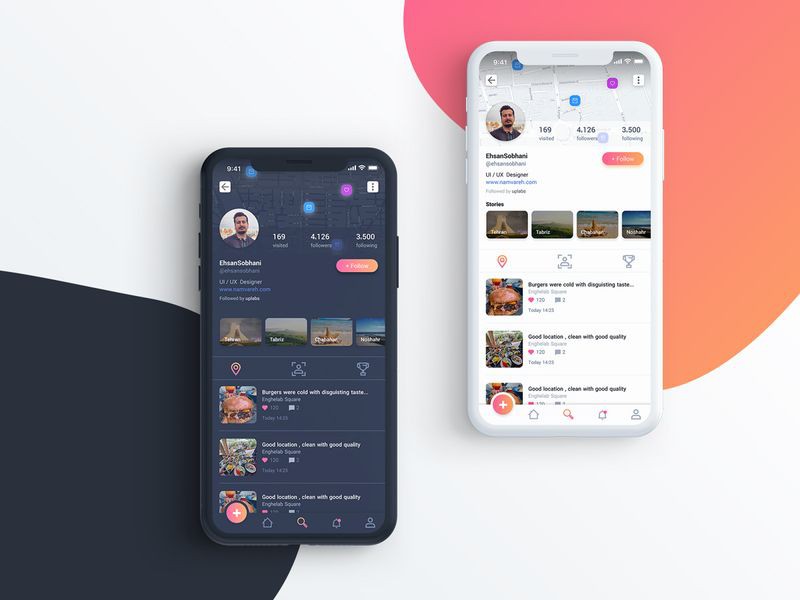 9:41
169
4.126
3.500
visited
followers
following
EhsanSobhani
@ehsansobhani
+ Follow
UI / UX Designer
www.namvareh.com
Followed by uplabs
Tehran
Tabriz
Chabahar
Noshahr
Burgers were cold with disguisting taste...
Enghelab Square
120
2
Today 14:25
Good location , clean with good quality
Enghelab Square
120
2
Today 14:25
Good location , clean with good quality
Enghelab Square
120
2
9:41
169
4.126
3.500
visited
followers
following
EhsanSobhani
@ehsansobhani
+ Follow
UI / UX Designer
www.namvareh.com
Followed by uplabs
Stories
Tehran
Tabriz
Chabahar
Noshahr
Burgers were cold with disguisting taste...
Enghelab Square
120
2
Today 14:25
Good location , clean with good quality
Enghelab Square
120
2
Today 14:25
Good location , clean with good quality
Enghelab Square